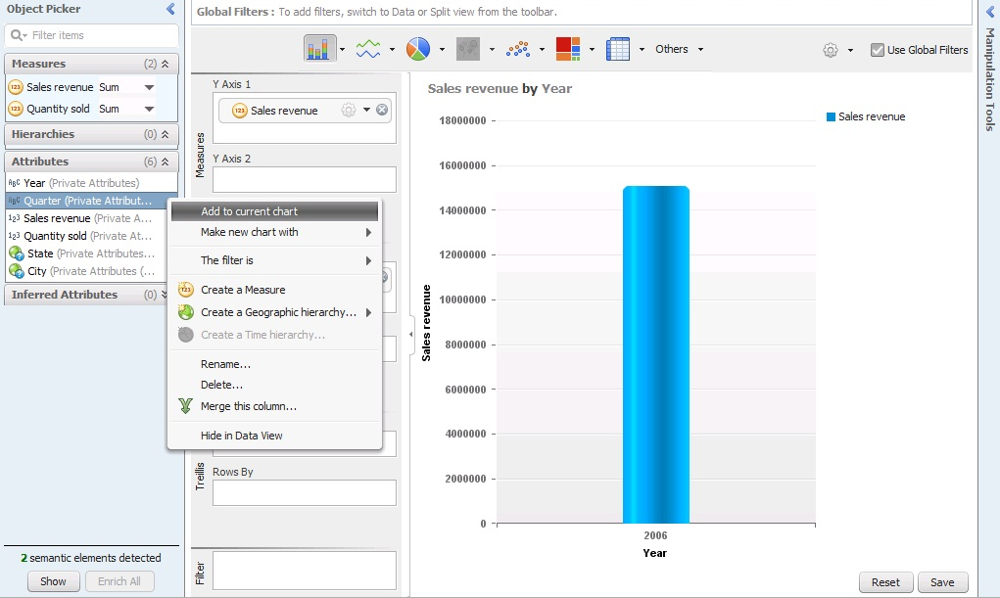 Object Picker
Filter items
Measures (2)
Sales revenue Sum
Quantity sold Sum
Hierarchies (0)
Attributes (6)
ABC Year (Private Attributes)
ABC Quarter (Private Attribut...
123 Sales revenue (Private A...
123 Quantity sold (Private At...
State (Private Attributes...
City (Private Attributes (...
Inferred Attributes (0)
2 semantic elements detected
Show Enrich All
Add to current chart
Make new chart with
The filter is
Create a Measure
Create a Geographic hierarchy...
Create a Time hierarchy...
Rename...
Delete...
Merge this column...
Hide in Data View
Global Filters : To add filters, switch to Data or Split view from the toolbar.
Others
Use Global Filters
Measures
Y Axis 1
123 Sales revenue
Y Axis 2
Treillis
Rows By
Filter
Sales revenue by Year
Sales revenue
18000000
16000000
14000000
12000000
10000000
8000000
6000000
4000000
2000000
0
Sales revenue
2006
Year
Reset Save
Manipulation Tools